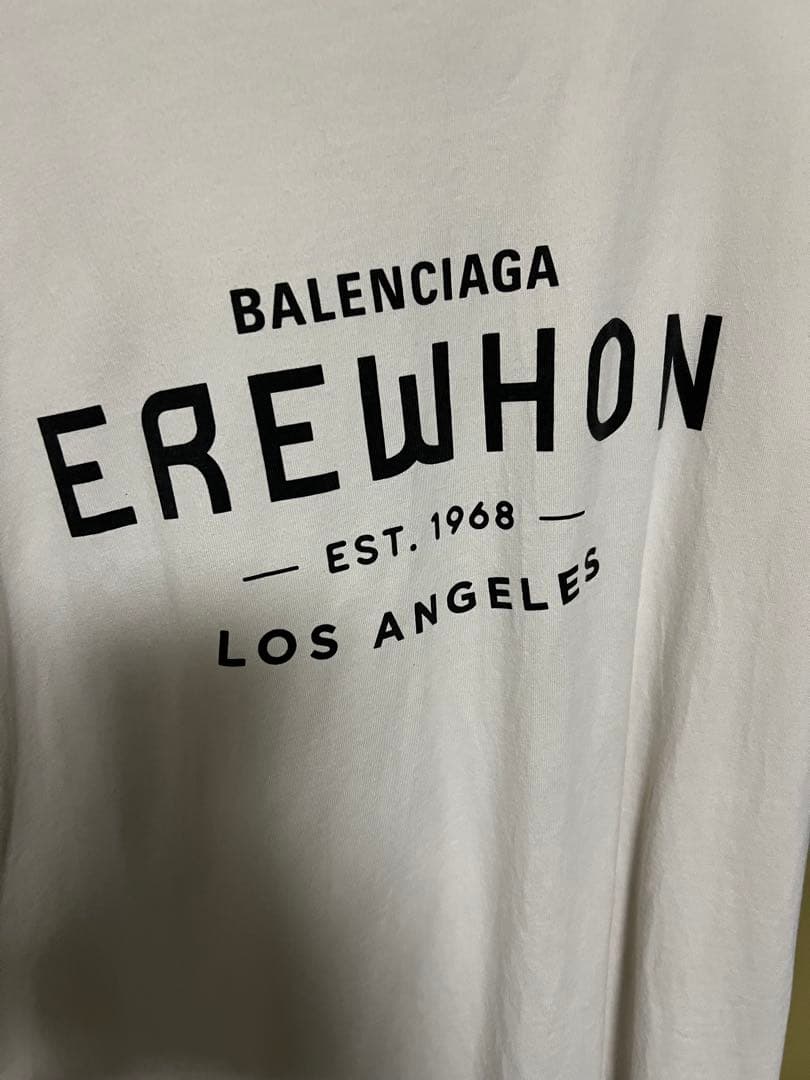 BALENCIAGA
EREWHON
— EST. 1968 —
LOS ANGELES